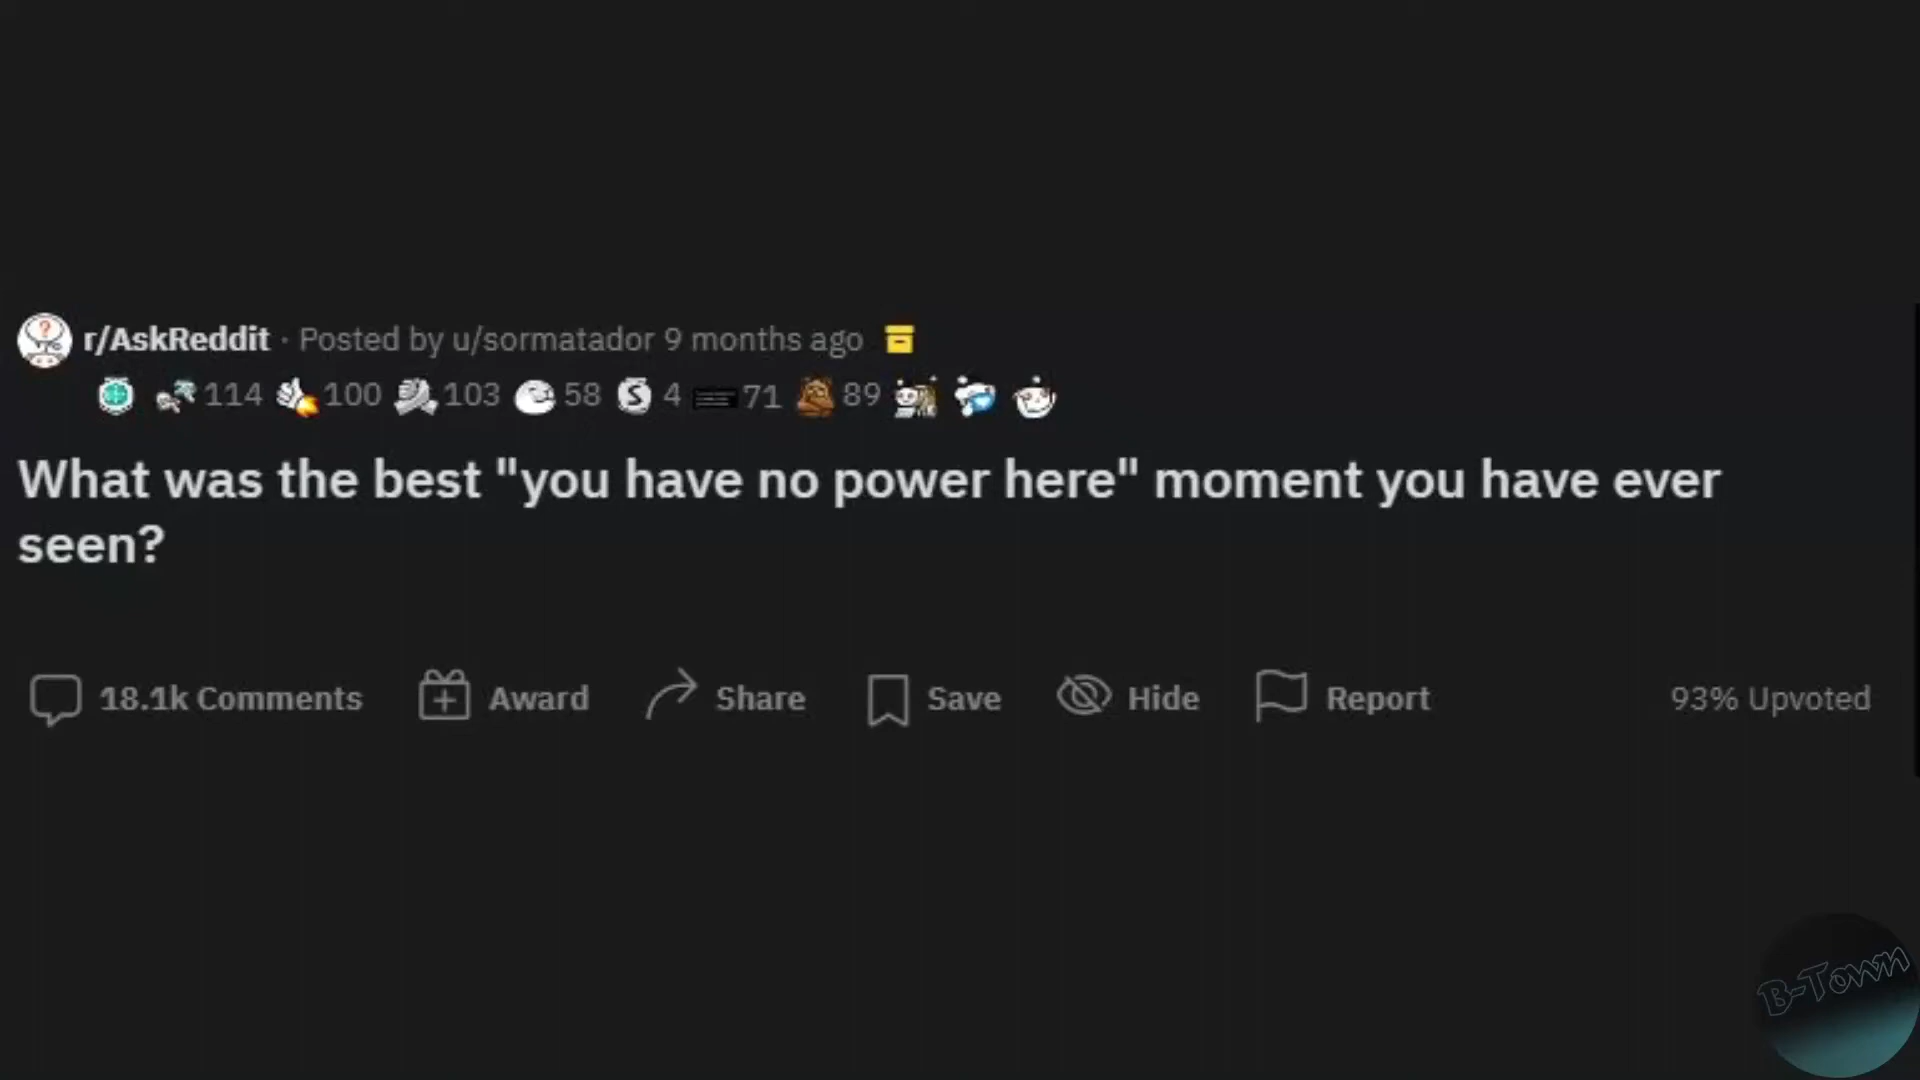 r/AskReddit · Posted by u/sormatador 9 months ago
114 100 103 58 S 4 71 89
What was the best "you have no power here" moment you have ever
seen?
18.1k Comments Award Share Save Hide Report 93% Upvoted
B-Town